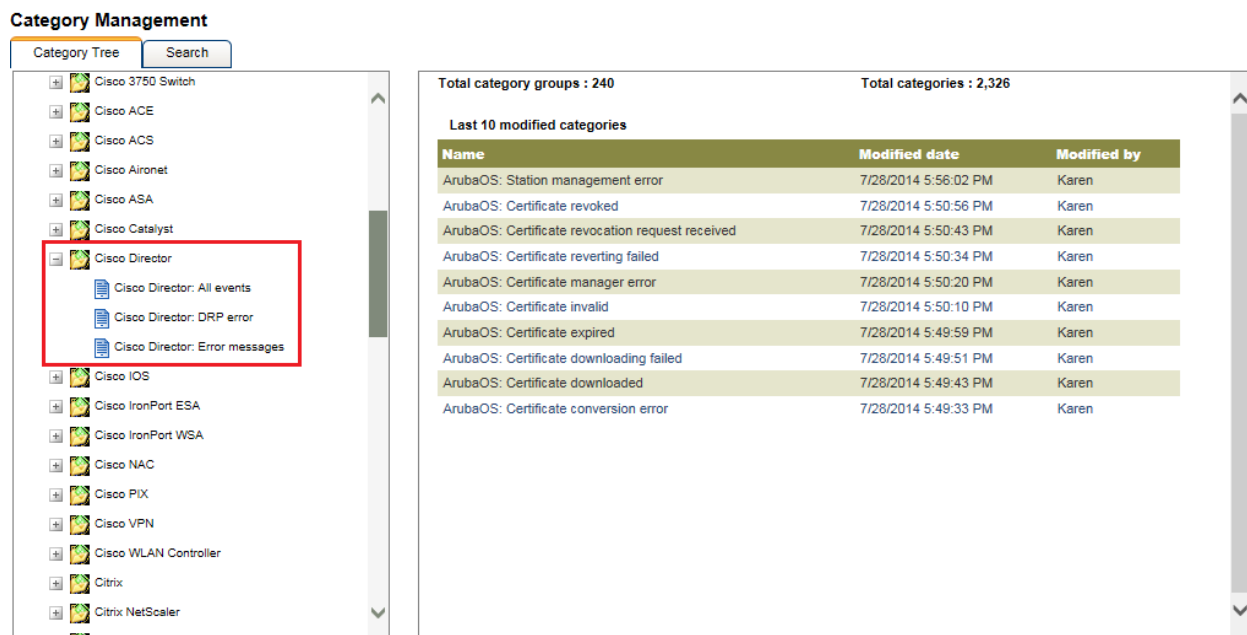 Category Management
Category Tree
Search
Cisco 3750 Switch
Cisco ACE
Cisco ACS
Cisco Aironet
Cisco ASA
Cisco Catalyst
Cisco Director
Cisco Director: All events
Cisco Director: DRP error
Cisco Director: Error messages
Cisco IOS
Cisco IronPort ESA
Cisco IronPort WSA
Cisco NAC
Cisco PIX
Cisco VPN
Cisco WLAN Controller
Citrix
Citrix NetScaler
Total category groups : 240 Total categories : 2,326
Last 10 modified categories
Name Modified date Modified by
ArubaOS: Station management error 7/28/2014 5:56:02 PM Karen
ArubaOS: Certificate revoked 7/28/2014 5:50:56 PM Karen
ArubaOS: Certificate revocation request received 7/28/2014 5:50:43 PM Karen
ArubaOS: Certificate reverting failed 7/28/2014 5:50:34 PM Karen
ArubaOS: Certificate manager error 7/28/2014 5:50:20 PM Karen
ArubaOS: Certificate invalid 7/28/2014 5:50:10 PM Karen
ArubaOS: Certificate expired 7/28/2014 5:49:59 PM Karen
ArubaOS: Certificate downloading failed 7/28/2014 5:49:51 PM Karen
ArubaOS: Certificate downloaded 7/28/2014 5:49:43 PM Karen
ArubaOS: Certificate conversion error 7/28/2014 5:49:33 PM Karen